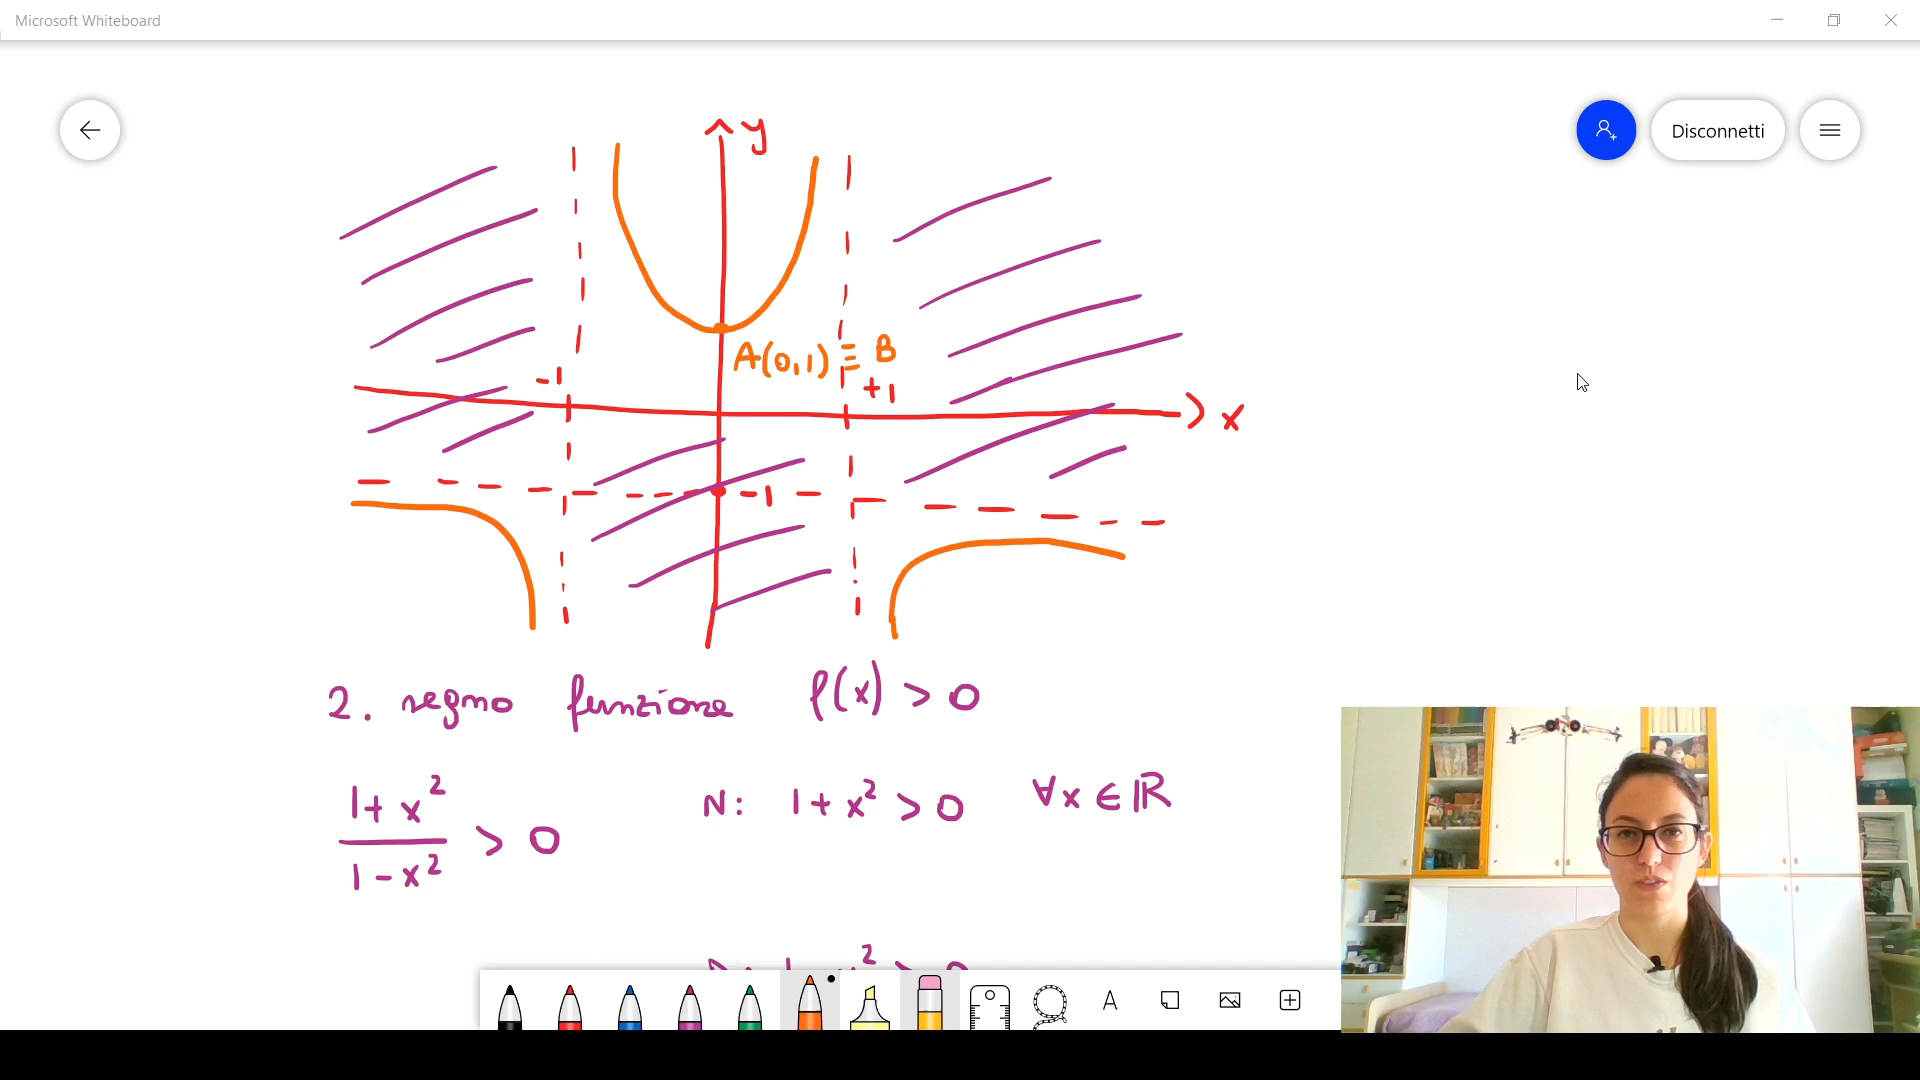 Microsoft Whiteboard
Disconnetti
y
A(0,1) ≡ B
-1
+1
x
-1
2. segno funzione f(x) > 0
1 + x²
1 - x²
> 0
N: 1 + x² > 0 ∀x ∈ ℝ
A